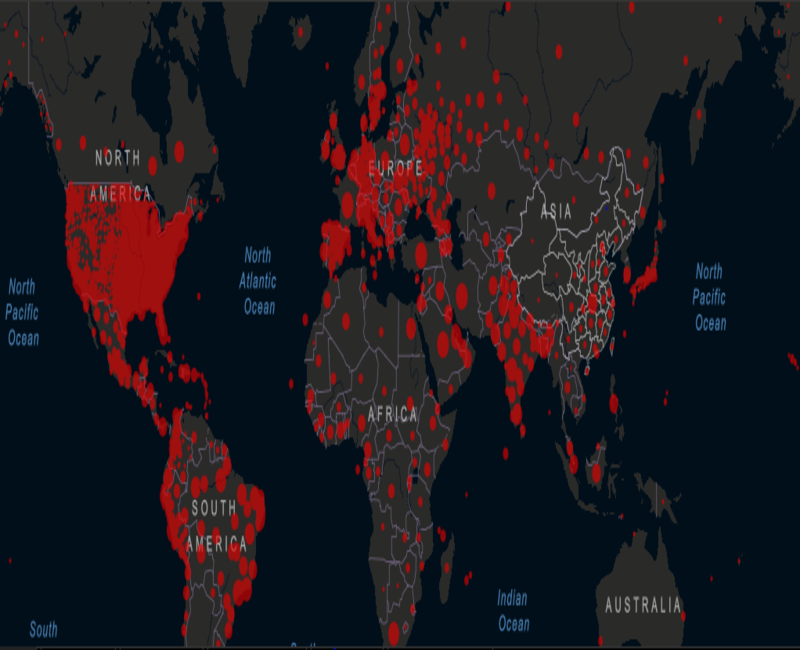 NORTH
AMERICA
EUROPE
ASIA
North
Atlantic
Ocean
North
Pacific
Ocean
North
Pacific
Ocean
AFRICA
SOUTH
AMERICA
Indian
Ocean
AUSTRALIA
South